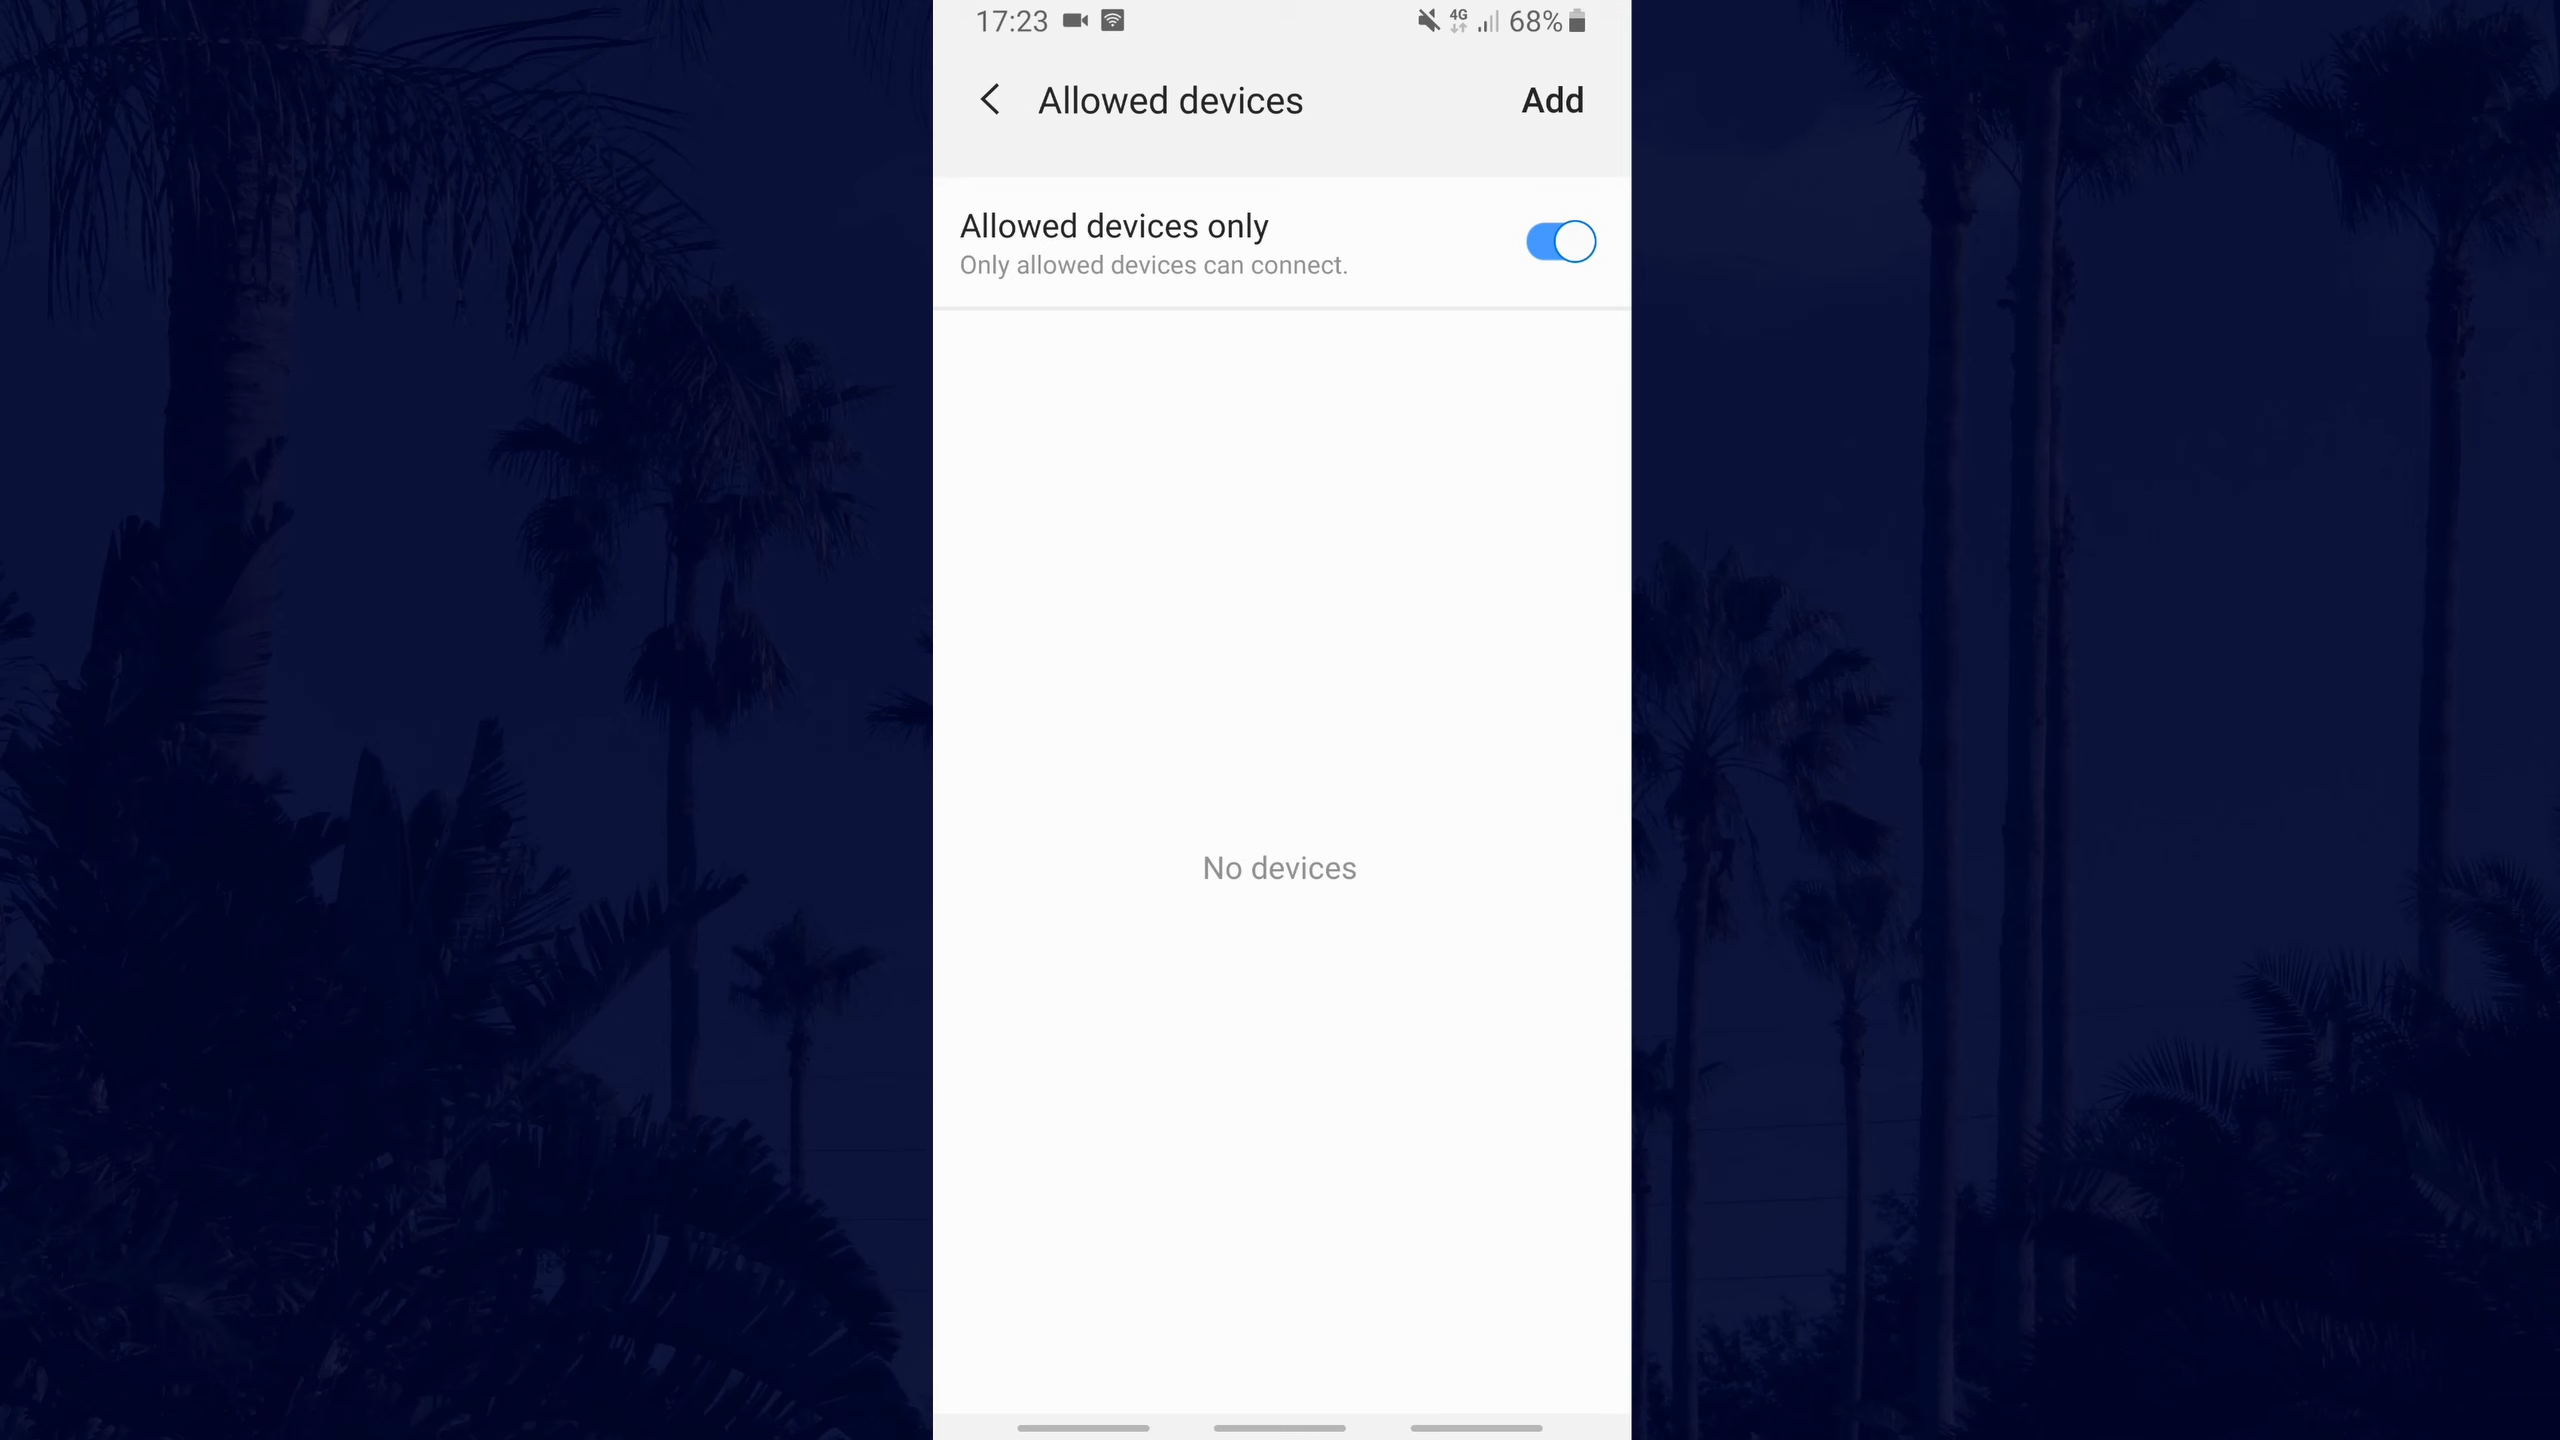 17:23 4G 68%
Allowed devices Add
Allowed devices only
Only allowed devices can connect.
No devices